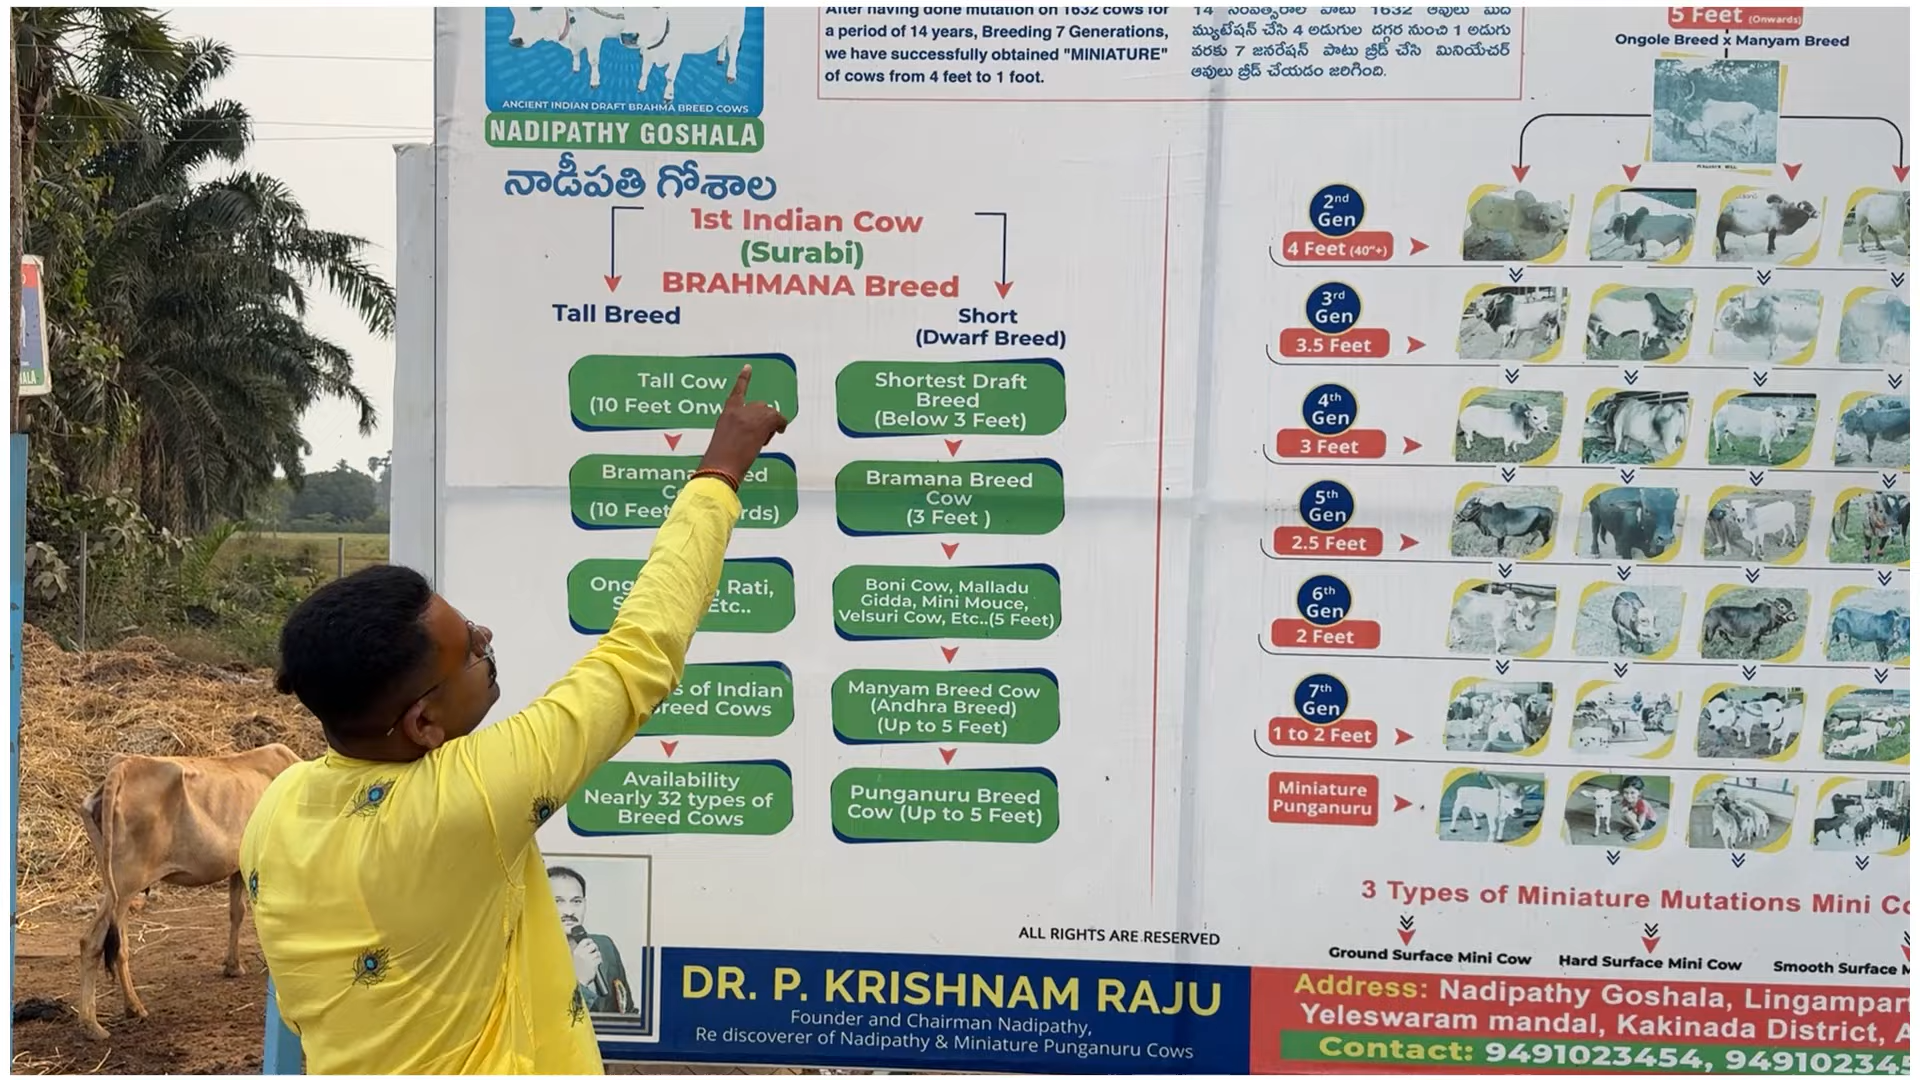 After having done mutation on 1632 cows for
a period of 14 years, Breeding 7 Generations,
we have successfully obtained "MINIATURE"
of cows from 4 feet to 1 foot.
14 సంవత్సరాల పాటు 1632 ఆవులు మీద
మ్యుటేషన్ చేసి 4 అడుగుల దగ్గర నుంచి 1 అడుగు
వరకు 7 జనరేషన్ పాటు బ్రీడ్ చేసి మినియేచర్
ఆవులు బ్రీడ్ చేయడం జరిగింది.
ANCIENT INDIAN DRAFT BRAHMA BREED COWS
NADIPATHY GOSHALA
నాడీపతి గోశాల
1st Indian Cow
(Surabi)
BRAHMANA Breed
Tall Breed
Tall Cow
(10 Feet
Cow
(10 Feet
Rati,
Etc..
of Indian
Cows
Availability
Nearly 32 types of
Breed Cows
Short
(Dwarf Breed)
Shortest Draft
Breed
(Below 3 Feet)
Bramana Breed
Cow
(3 Feet )
Boni Cow, Malladu
Gidda, Mini Mouce,
Velsuri Cow, Etc..(5 Feet)
Manyam Breed Cow
(Andhra Breed)
(Up to 5 Feet)
Punganuru Breed
Cow (Up to 5 Feet)
5 Feet (Onwards)
Ongole Breed x Manyam Breed
2nd
Gen
4 Feet (40"+)
3rd
Gen
3.5 Feet
4th
Gen
3 Feet
5th
Gen
2.5 Feet
6th
Gen
2 Feet
7th
Gen
1 to 2 Feet
Miniature
Punganuru
3 Types of Miniature Mutations Mini
Ground Surface Mini Cow
Hard Surface Mini Cow
Smooth Surface
ALL RIGHTS ARE RESERVED
DR. P. KRISHNAM RAJU
Founder and Chairman Nadipathy,
Re discoverer of Nadipathy & Miniature Punganuru Cows
Address: Nadipathy Goshala,
Yeleswaram mandal, Kakinada District,
Contact: 9491023454,